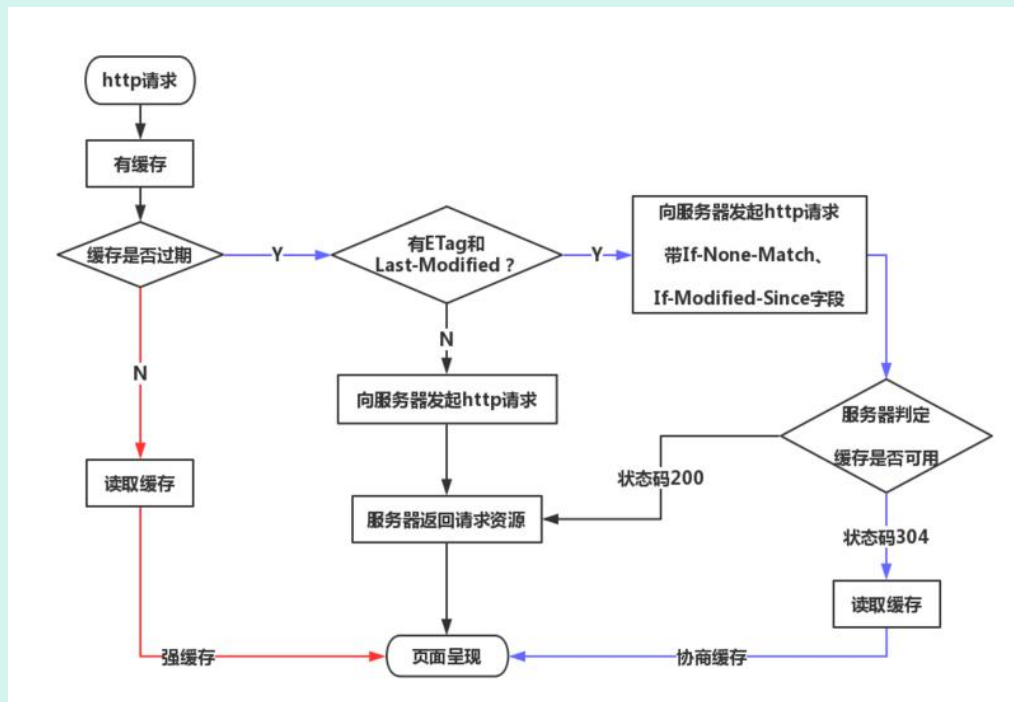 http请求
有缓存
缓存是否过期
Y
有ETag和
Last-Modified ?
Y
向服务器发起http请求
带If-None-Match、
If-Modified-Since字段
N
N
向服务器发起http请求
服务器判定
缓存是否可用
读取缓存
状态码200
服务器返回请求资源
状态码304
读取缓存
强缓存
页面呈现
协商缓存